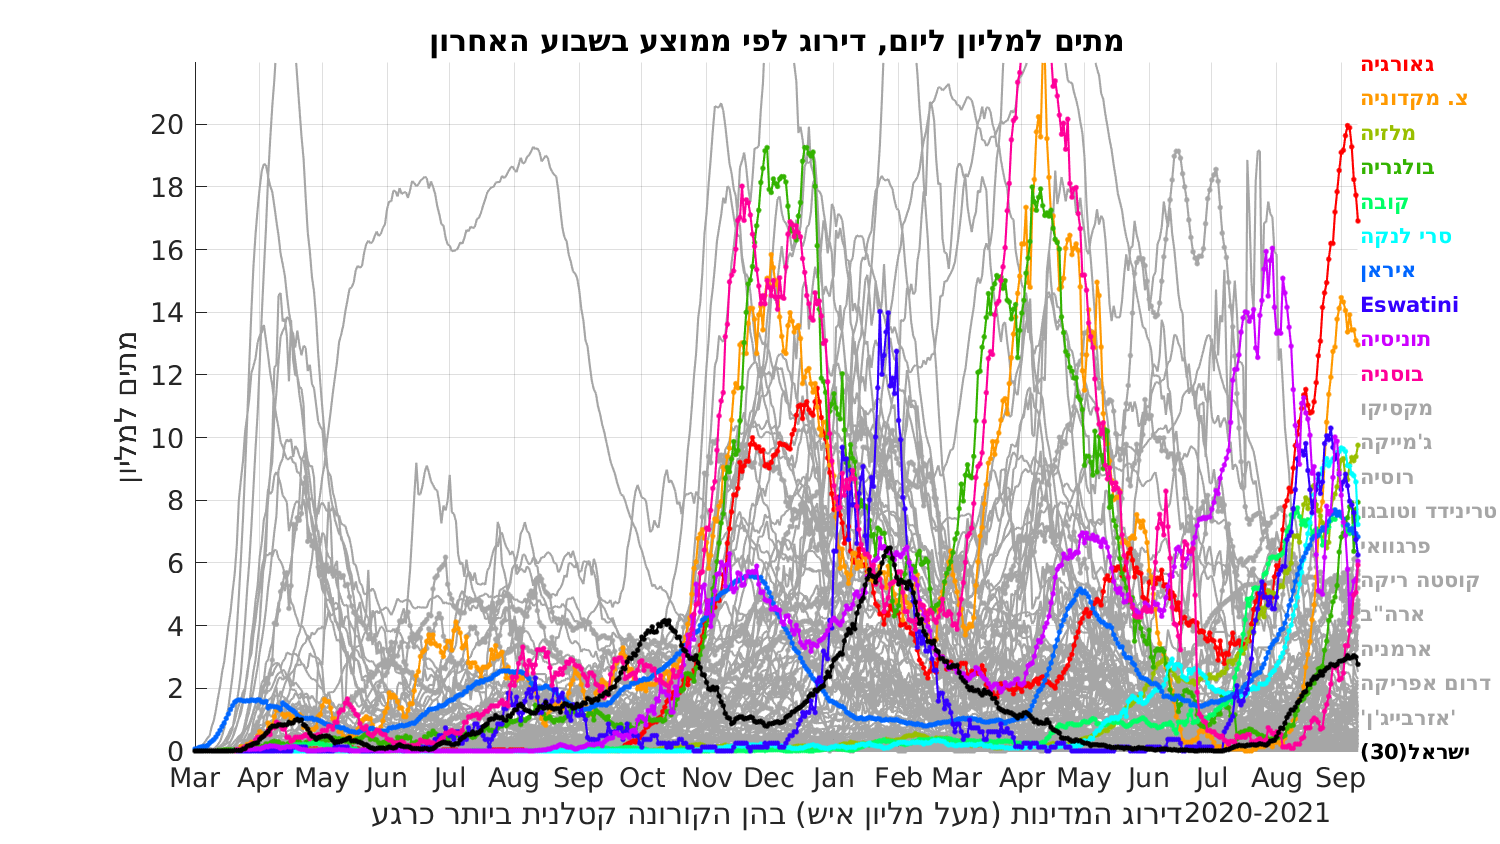 מתים למליון ליום, דירוג לפי ממוצע בשבוע האחרון
מתים למליון
20
18
16
14
12
10
8
6
4
2
0
Mar Apr May Jun Jul Aug Sep Oct Nov Dec Jan Feb Mar Apr May Jun Jul Aug Sep
דירוג המדינות (מעל מליון איש) בהן הקורונה קטלנית ביותר כרגע2020-2021
גאורגיה
צ. מקדוניה
מלזיה
בולגריה
קובה
סרי לנקה
איראן
Eswatini
תוניסיה
בוסניה
מקסיקו
ג'מייקה
רוסיה
טרינידד וטובגו
פרגוואי
קוסטה ריקה
ארה"ב
ארמניה
דרום אפריקה
'אזרבייג'ן'
ישראל(30)